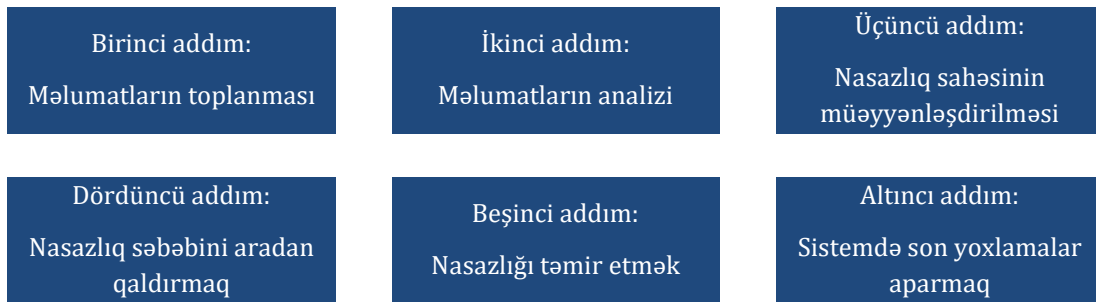 Birinci addım:
Məlumatların toplanması
İkinci addım:
Məlumatların analizi
Üçüncü addım:
Nasazlıq sahəsinin
müəyyənləşdirilməsi
Dördüncü addım:
Nasazlıq səbəbini aradan
qaldırmaq
Beşinci addım:
Nasazlığı təmir etmək
Altıncı addım:
Sistemdə son yoxlamalar
aparmaq